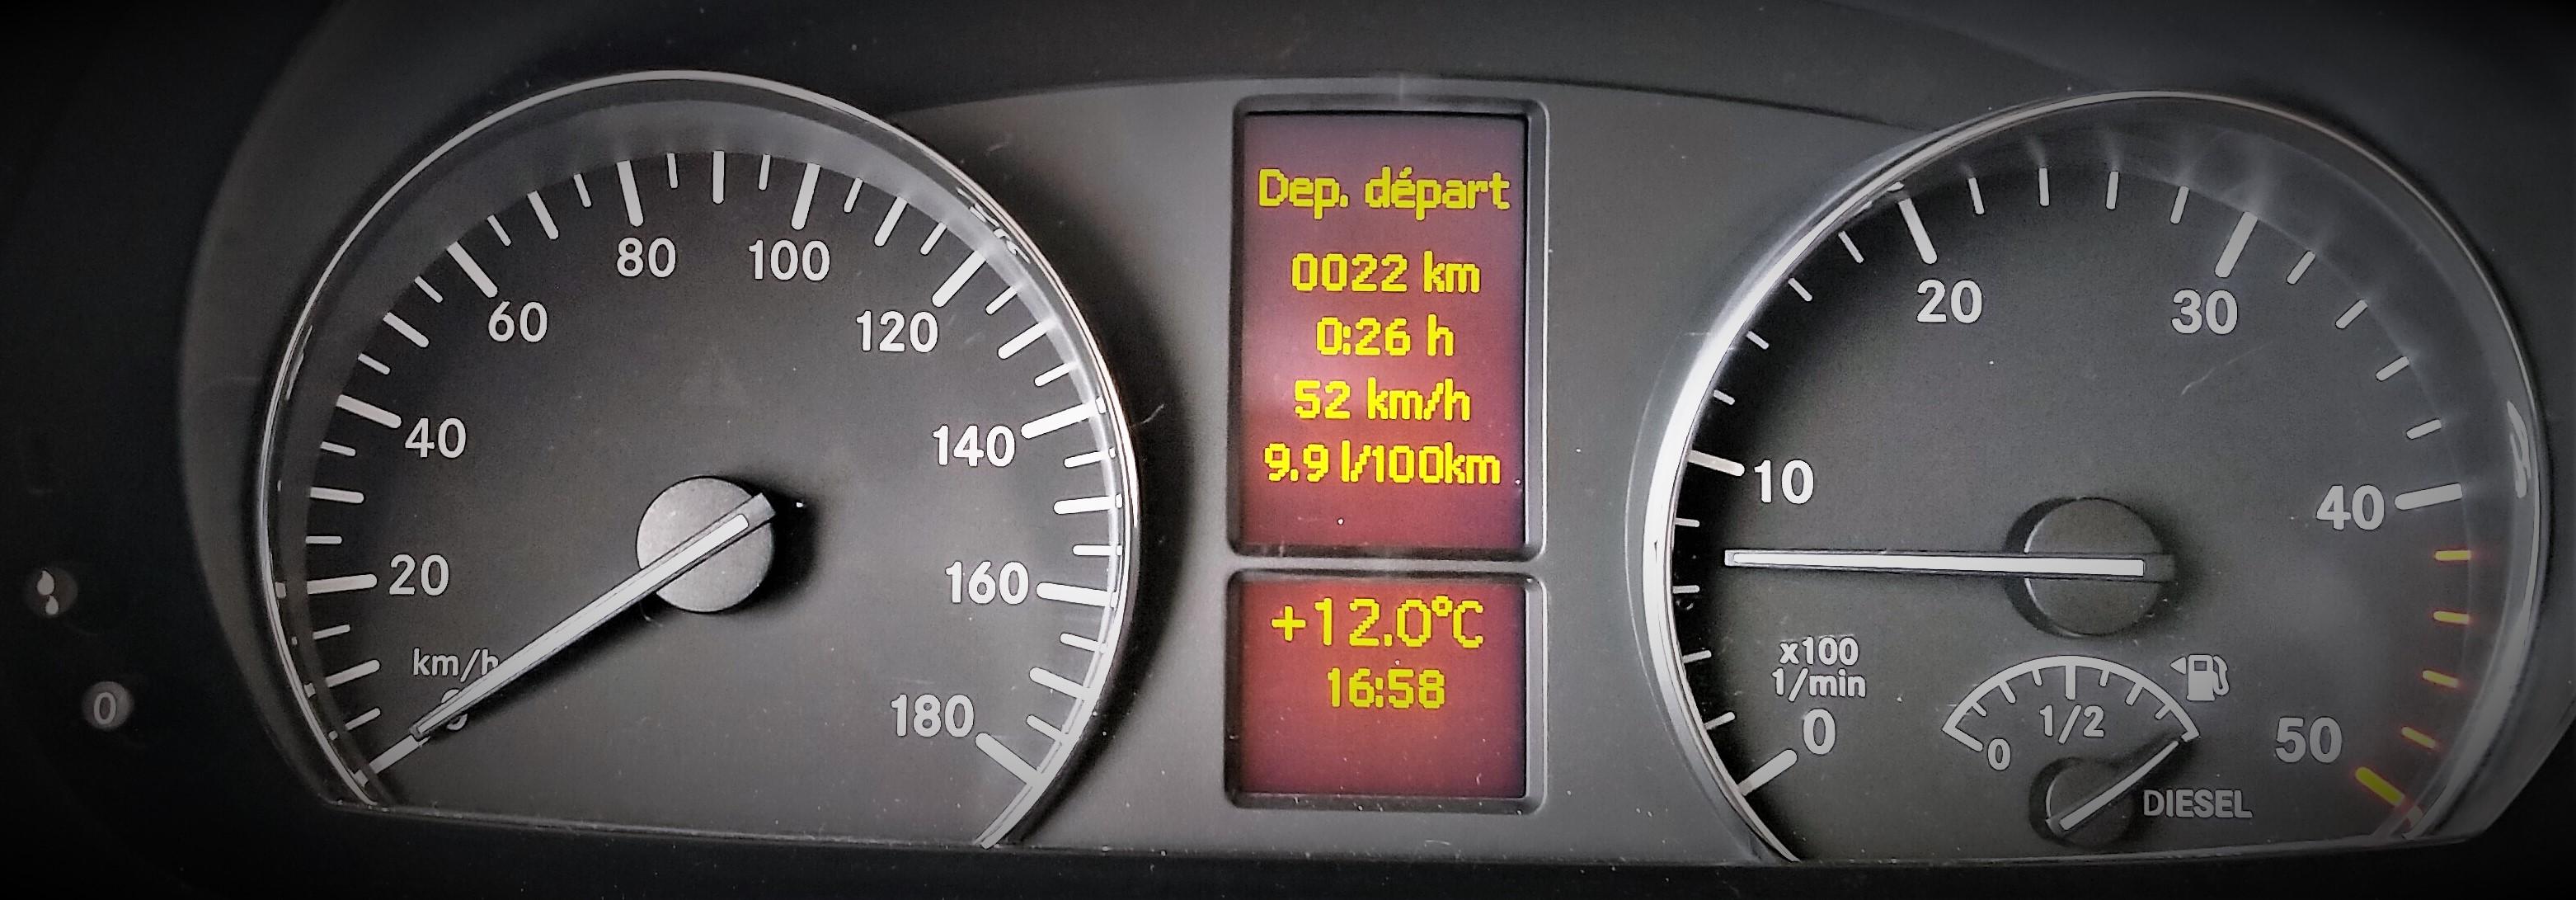 80
100
60
120
40
140
20
160
km/h
180
0
Dep. départ
0022 km
0:26 h
52 km/h
9.9 l/100km
+12.0°C
16:58
20
30
10
40
x100
1/min
0
50
0
1/2
DIESEL